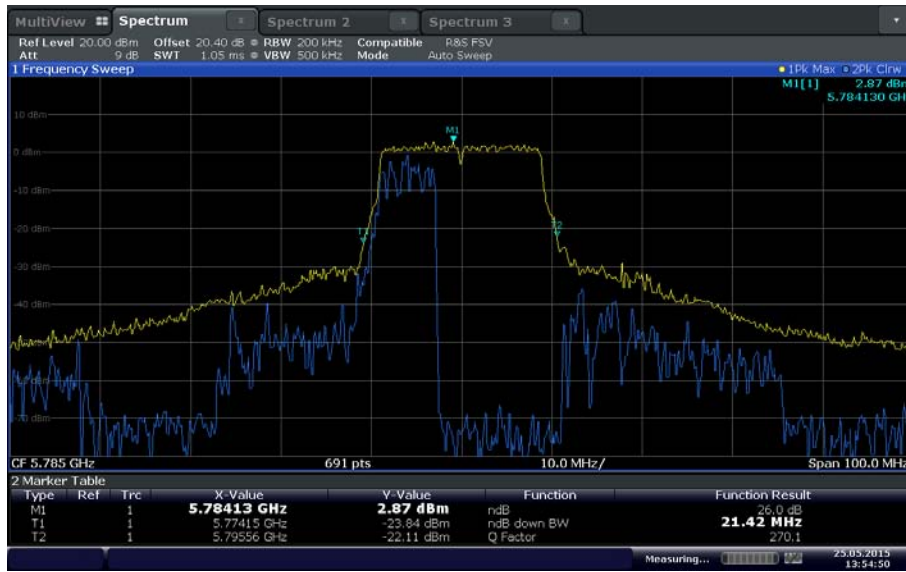 MultiView Spectrum x Spectrum 2 x Spectrum 3 x
Ref Level 20.00 dBm Offset 20.40 dB RBW 200 kHz Compatible R&S FSV
Att 9 dB SWT 1.05 ms VBW 500 kHz Mode Auto Sweep
1 Frequency Sweep 1Pk Max 2Pk Clrw
M1[1] 2.87 dBm
5.784130 GH
10 dBm
M1
0 dBm
-10 dBm
-20 dBm
T1 T2
-30 dBm
-40 dBm
-70 dBm
CF 5.785 GHz 691 pts 10.0 MHz/ Span 100.0 MHz
2 Marker Table
Type Ref Trc X-Value Y-Value Function Function Result
M1 1 5.78413 GHz 2.87 dBm ndB 26.0 dB
T1 1 5.77415 GHz -23.84 dBm ndB down BW 21.42 MHz
T2 1 5.79556 GHz -22.11 dBm Q Factor 270.1
Measuring... 25.05.2015
13:54:50